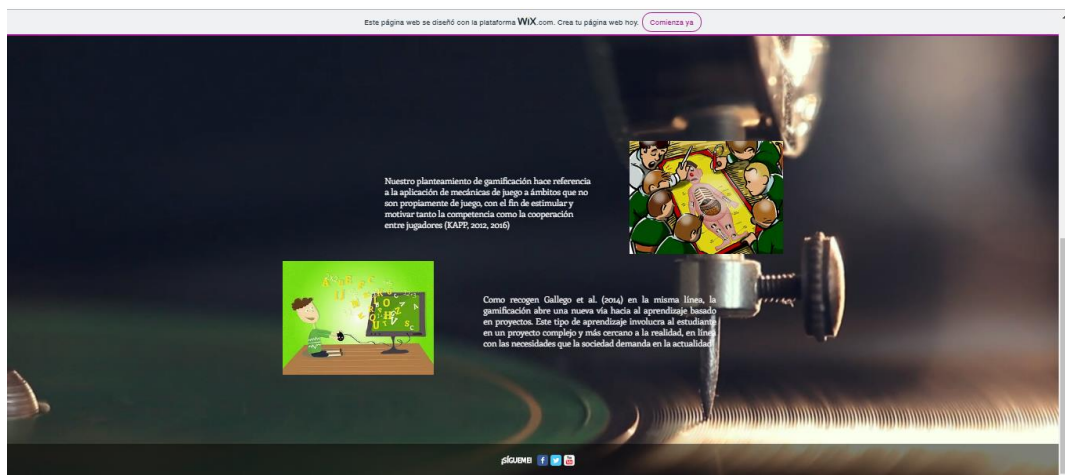 Este página web se diseñó con la plataforma WiX.com. Crea tu página web hoy. Comienza ya
Nuestro planteamiento de gamificación hace referencia
a la aplicación de mecánicas de juego a ámbitos que no
son propiamente de juego, con el fin de estimular y
motivar tanto la competencia como la cooperación
entre jugadores (KAPP, 2012, 2016)
Como recogen Gallego et al. (2014) en la misma línea, la
gamificación abre una nueva vía hacia al aprendizaje basado
en proyectos. Este tipo de aprendizaje involucra al estudiante
en un proyecto complejo y más cercano a la realidad, en línea
con las necesidades que la sociedad demanda en la actualidad
¡SÍGUEME!